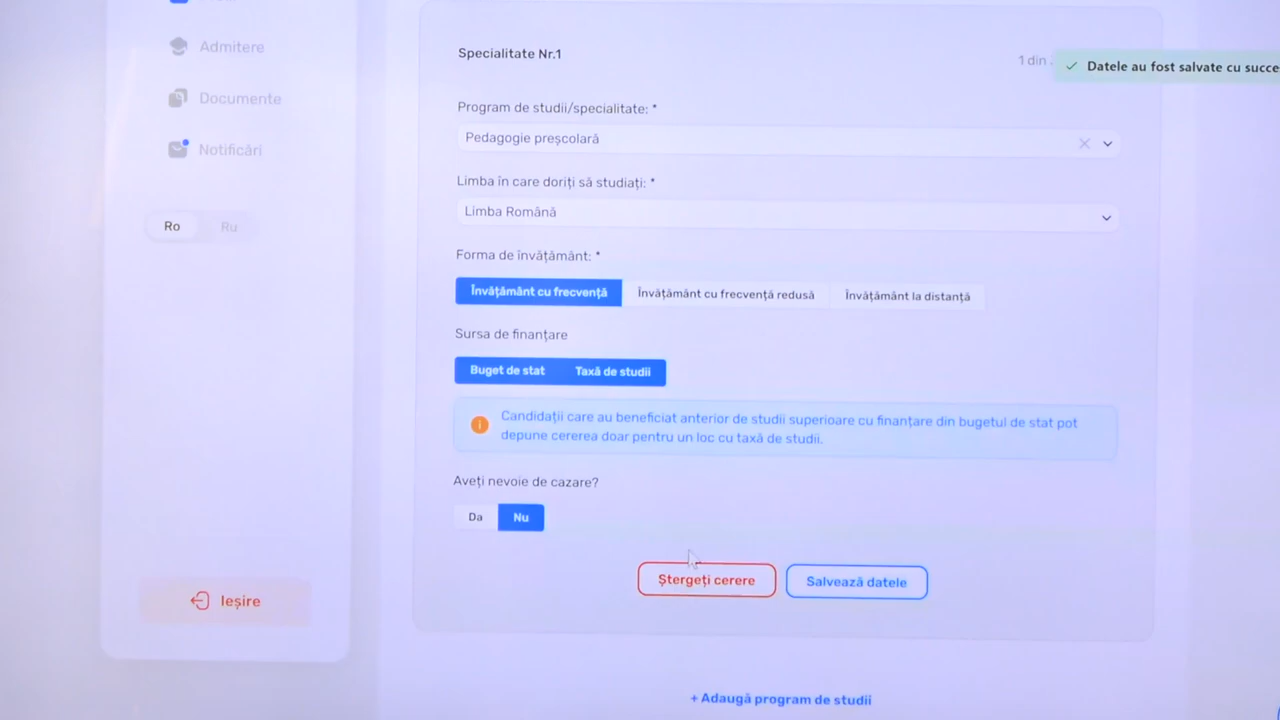 Admitere
Documente
Notificări
Ro
Ru
Ieșire
Specialitate Nr.1
1 din
Datele au fost salvate cu succe
Program de studii/specialitate: *
Pedagogie preșcolară
Limba în care doriți să studiați: *
Limba Română
Forma de învățământ: *
Învățământ cu frecvență
Învățământ cu frecvență redusă
Învățământ la distanță
Sursa de finanțare
Buget de stat
Taxă de studii
Candidații care au beneficiat anterior de studii superioare cu finanțare din bugetul de stat pot
depune cererea doar pentru un loc cu taxă de studii.
Aveți nevoie de cazare?
Da
Nu
Ștergeți cerere
Salvează datele
+ Adaugă program de studii